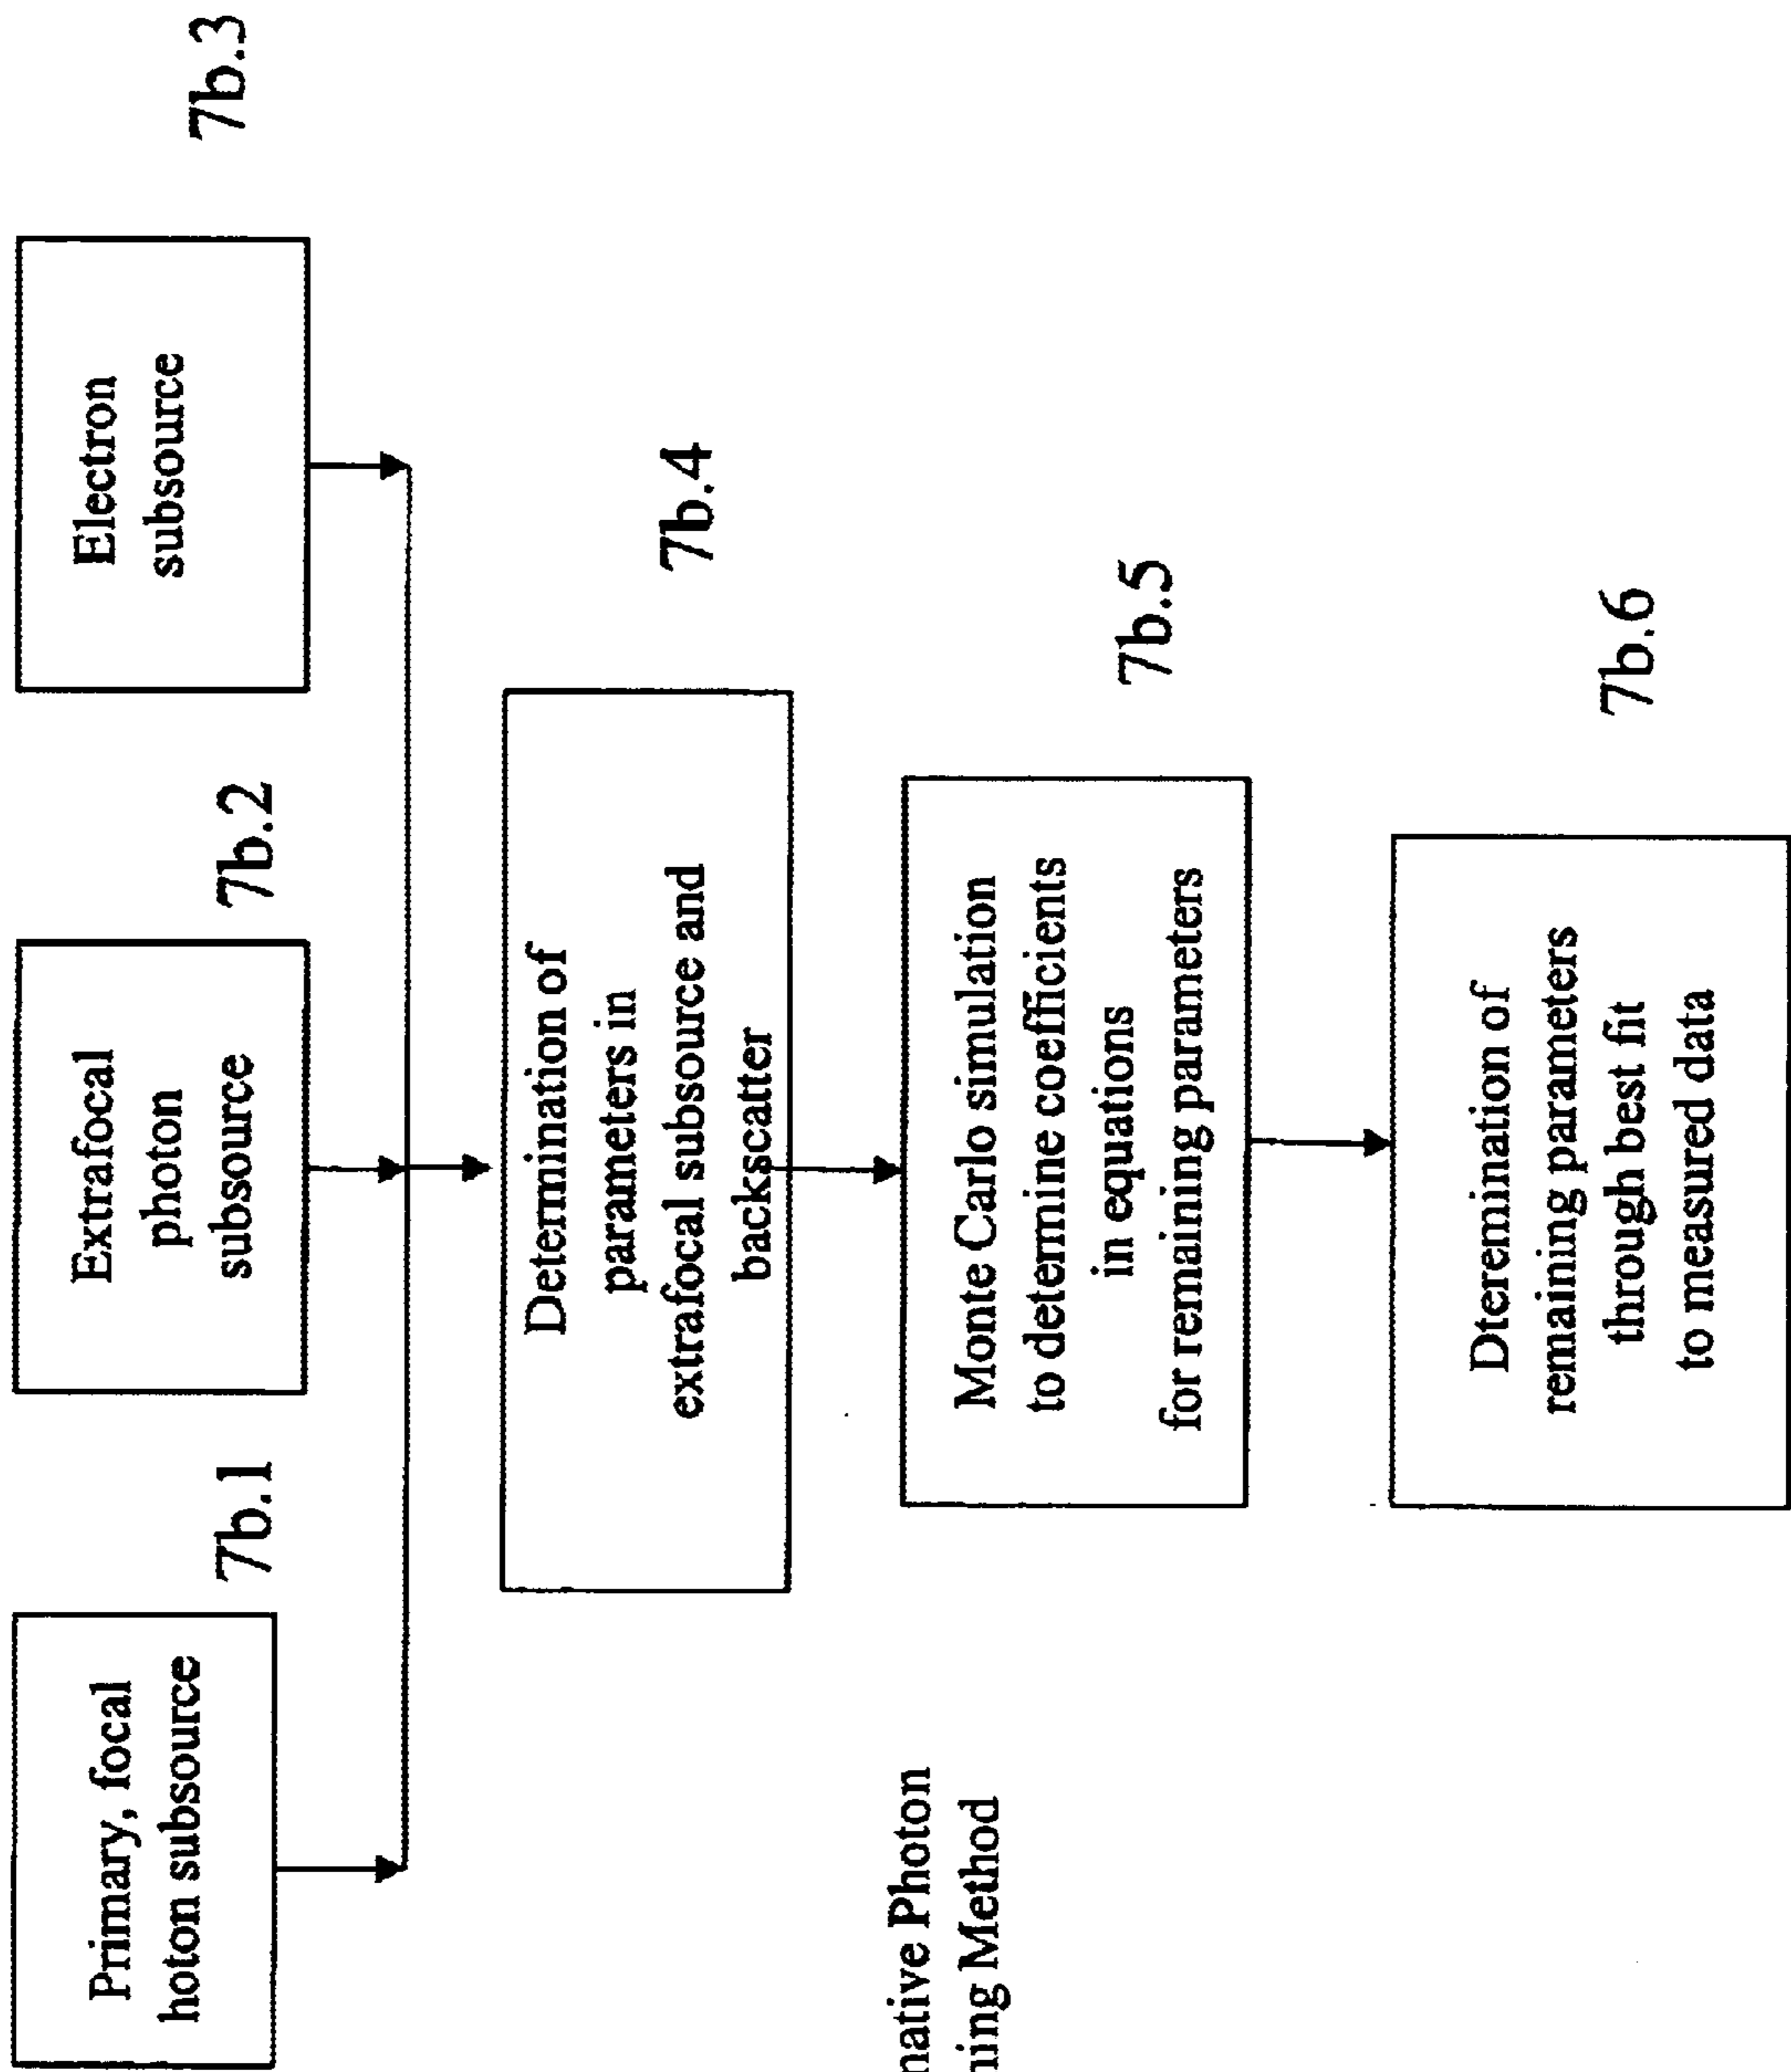 Primary, focal
hoton subsource
7b.1
Extrafocal
photon
subsource
7b.2
Electron
subsource
7b.3
Determination of
parameters in
extrafocal subsource and
backscatter
7b.4
native Photon
ning Method
Monte Carlo simulation
to determine coefficients
in equations
for remaining parameters
7b.5
Dteremination of
remaining parameters
through best fit
to measured data
7b.6